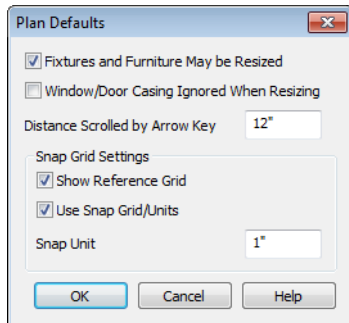 Plan Defaults
Fixtures and Furniture May be Resized
Window/Door Casing Ignored When Resizing
Distance Scrolled by Arrow Key 12"
Snap Grid Settings
Show Reference Grid
Use Snap Grid/Units
Snap Unit 1"
OK Cancel Help